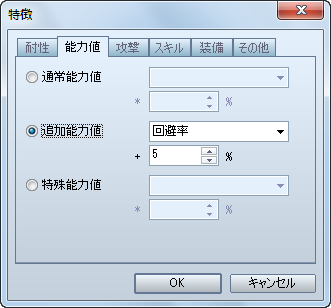 特徴
耐性 能力値 攻撃 スキル 装備 その他
通常能力値
* %
追加能力値 回避率
+ 5 %
特殊能力値
* %
OK キャンセル